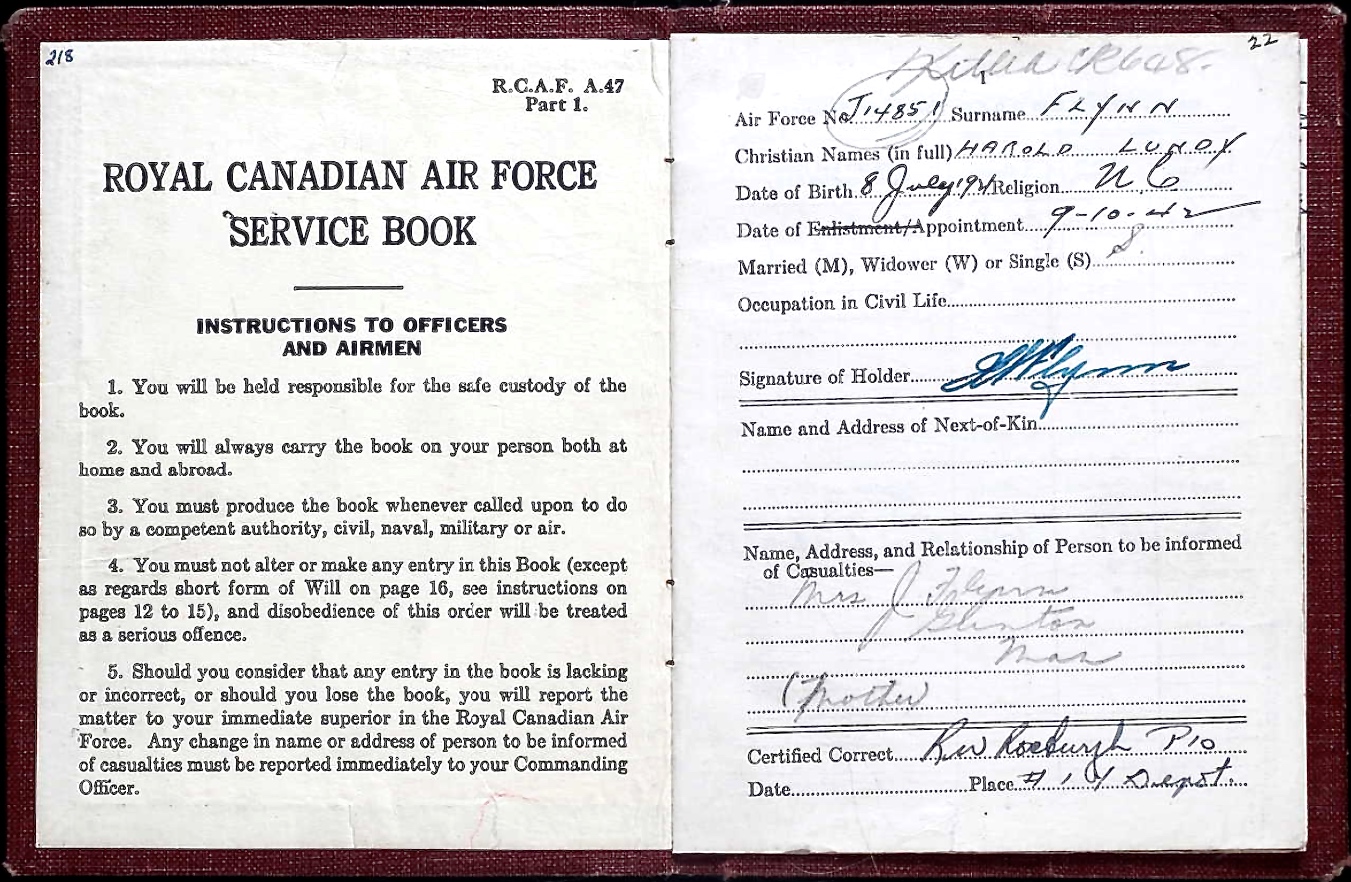 218
R.C.A.F. A.47
Part 1.
ROYAL CANADIAN AIR FORCE
SERVICE BOOK
INSTRUCTIONS TO OFFICERS
AND AIRMEN
1. You will be held responsible for the safe custody of the
book.
2. You will always carry the book on your person both at
home and abroad.
3. You must produce the book whenever called upon to do
so by a competent authority, civil, naval, military or air.
4. You must not alter or make any entry in this Book (except
as regards short form of Will on page 16, see instructions on
pages 12 to 15), and disobedience of this order will be treated
as a serious offence.
5. Should you consider that any entry in the book is lacking
or incorrect, or should you lose the book, you will report the
matter to your immediate superior in the Royal Canadian Air
Force. Any change in name or address of person to be informed
of casualties must be reported immediately to your Commanding
Officer.
22
1
Air Force No. J14851 Surname FLYNN
Christian Names (in full) HAROLD
Date of Birth 8 July 1921 Religion
Date of Enlistment/Appointment 9-10-42
Married (M), Widower (W) or Single (S) S.
Occupation in Civil Life
Signature of Holder Flynn
Name and Address of Next-of-Kin
Name, Address, and Relationship of Person to be informed
of Casualties—
Mrs J Flynn
Man
(Mother
Certified Correct Roxburgh P/O
Date Place # 1 Y Depot.